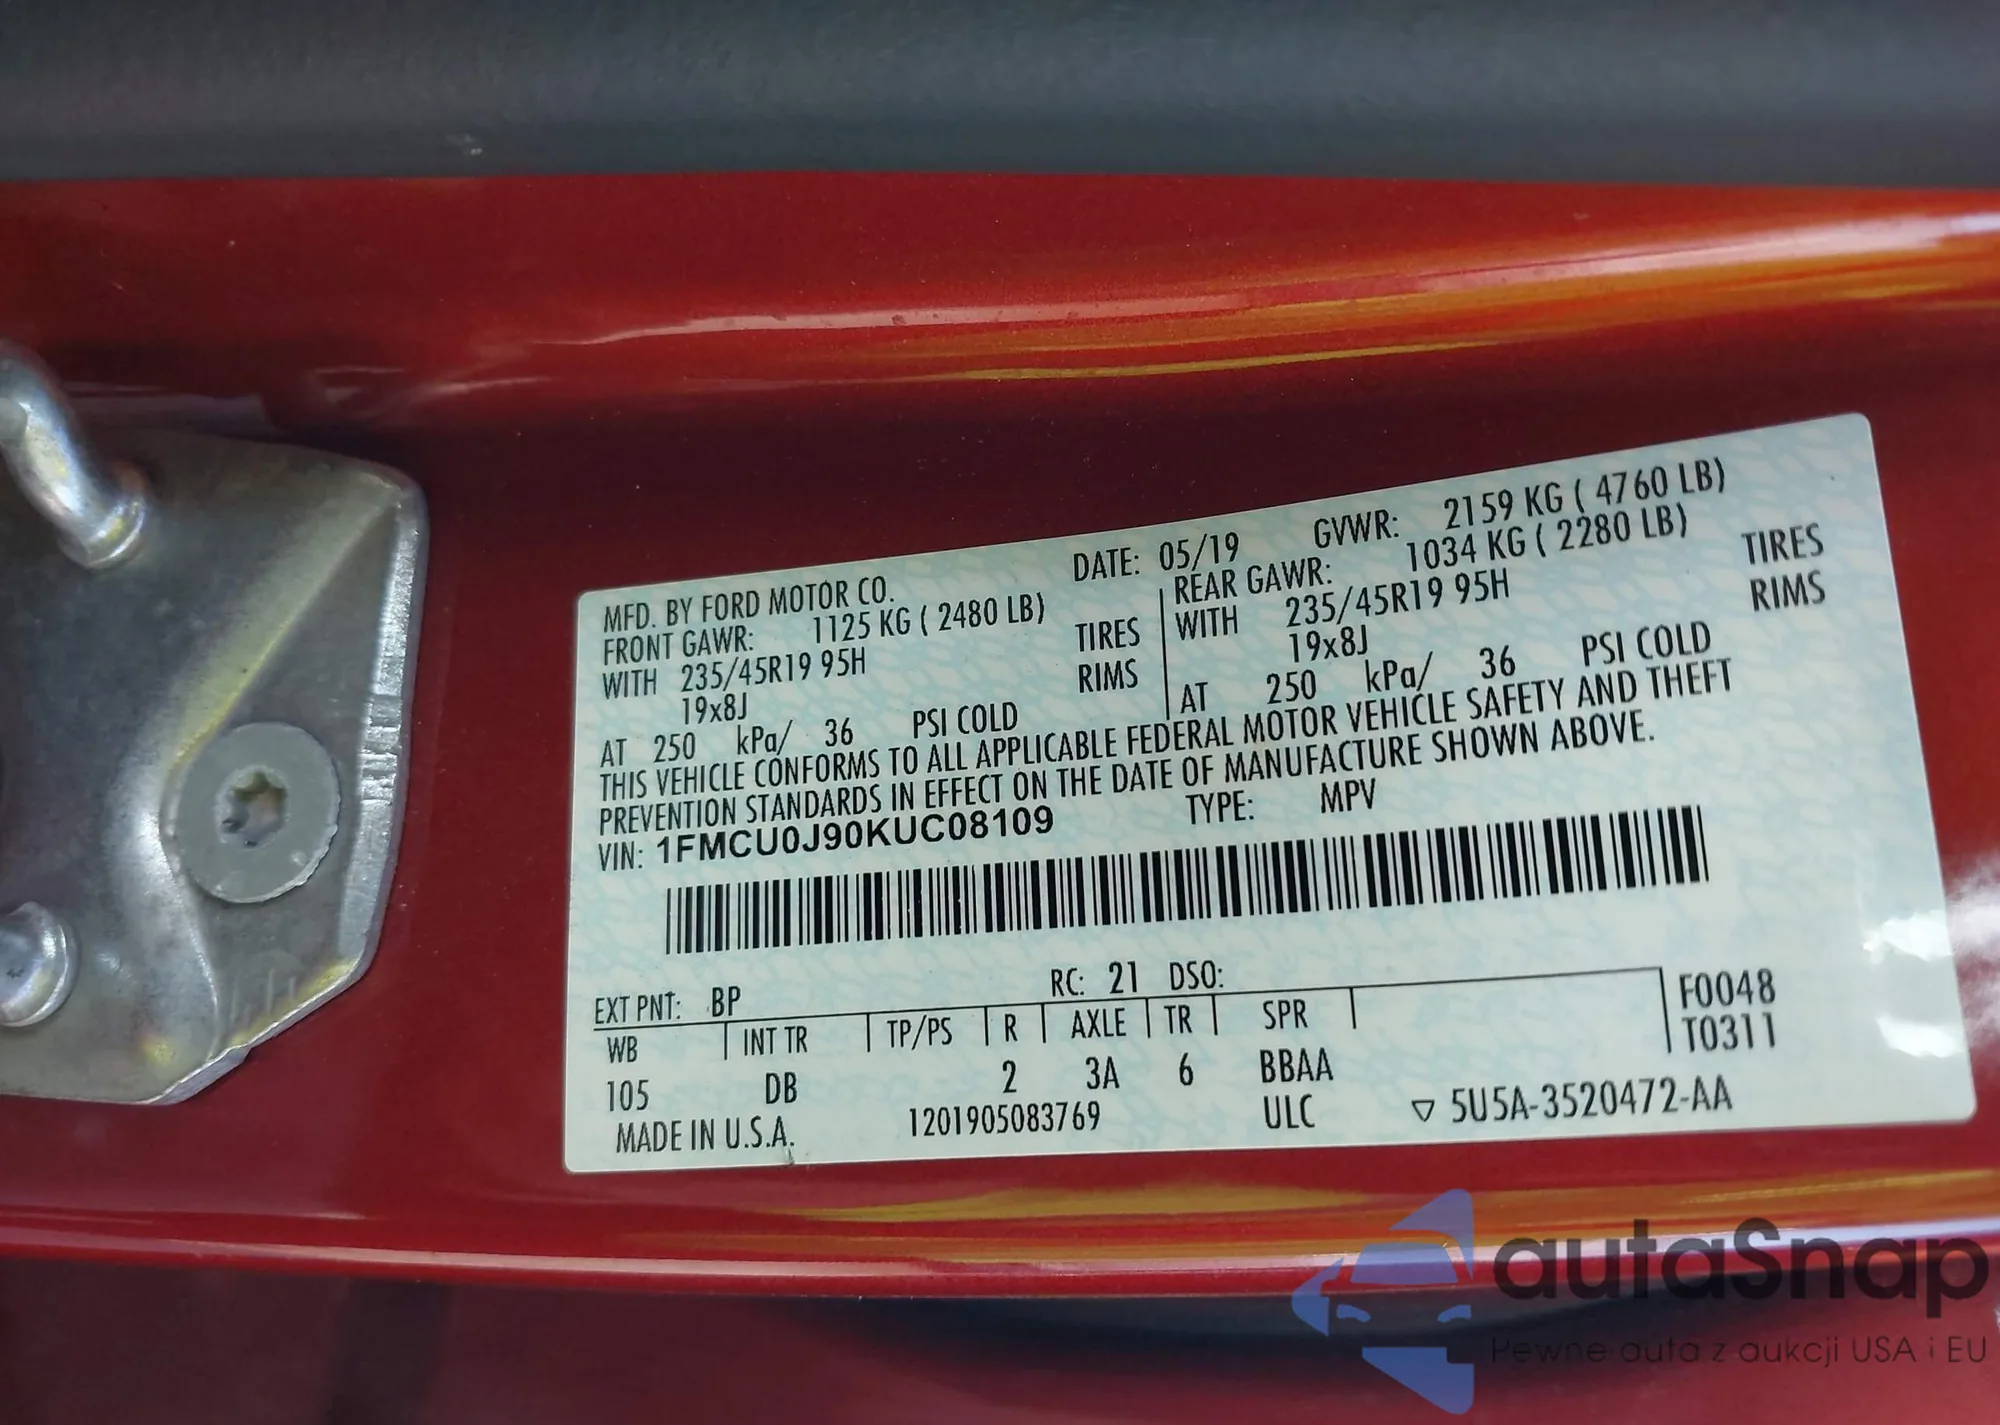 MFD. BY FORD MOTOR CO. DATE: 05/19 GVWR: 2159 KG ( 4760 LB)
FRONT GAWR: 1125 KG ( 2480 LB) REAR GAWR: 1034 KG ( 2280 LB)
WITH 235/45R19 95H TIRES WITH 235/45R19 95H TIRES
19x8J RIMS 19x8J RIMS
AT 250 kPa/ 36 PSI COLD AT 250 kPa/ 36 PSI COLD
THIS VEHICLE CONFORMS TO ALL APPLICABLE FEDERAL MOTOR VEHICLE SAFETY AND THEFT
PREVENTION STANDARDS IN EFFECT ON THE DATE OF MANUFACTURE SHOWN ABOVE.
VIN: 1FMCU0J90KUC08109 TYPE: MPV
EXT PNT: BP RC: 21 DSO: F0048
WB INT TR TP/PS R AXLE TR SPR T0311
105 DB 2 3A 6 BBAA
MADE IN U.S.A. 1201905083769 ULC ▽ 5U5A-3520472-AA
autaSnap
Pewne auta z aukcji USA i EU